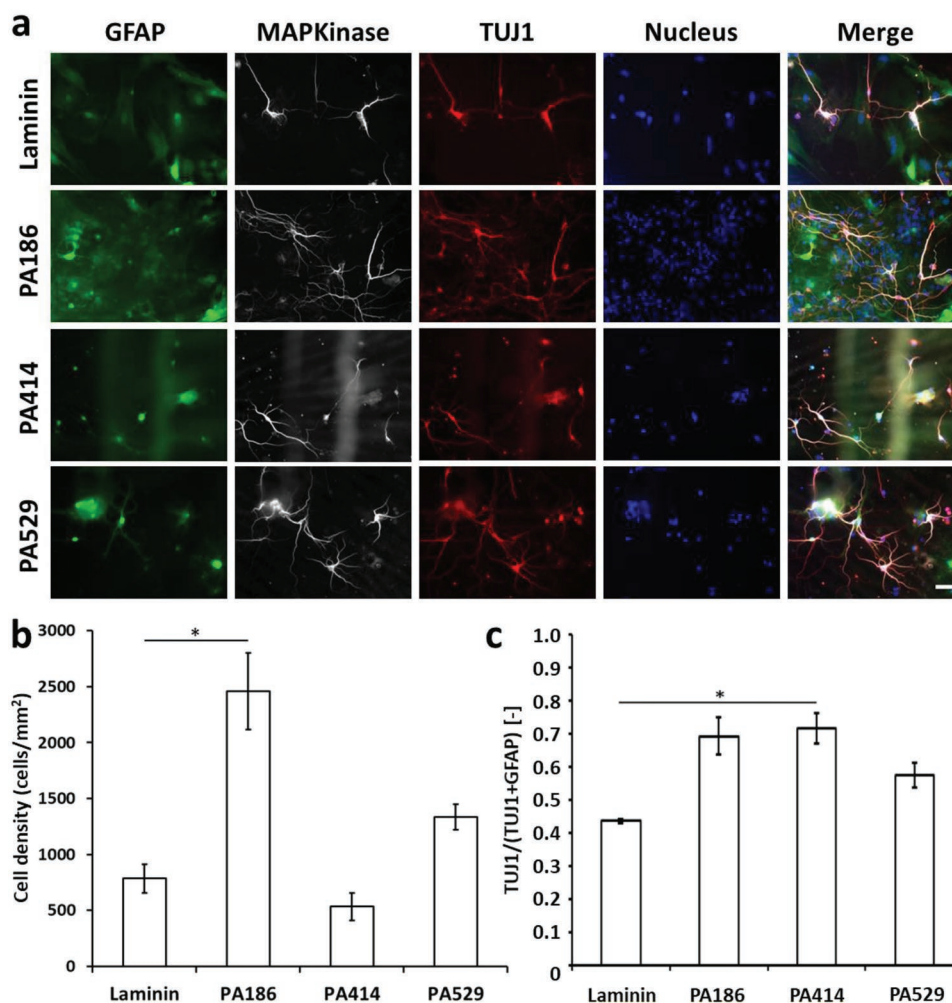 a
GFAP MAPKinase TUJ1 Nucleus Merge
Laminin
PA186
PA414
PA529
b
Cell density (cells/mm²)
3000
2500
2000
1500
1000
500
0
*
Laminin PA186 PA414 PA529
c
TUJ1/(TUJ1+GFAP) [-]
1.0
0.9
0.8
0.7
0.6
0.5
0.4
0.3
0.2
0.1
0
*
Laminin PA186 PA414 PA529